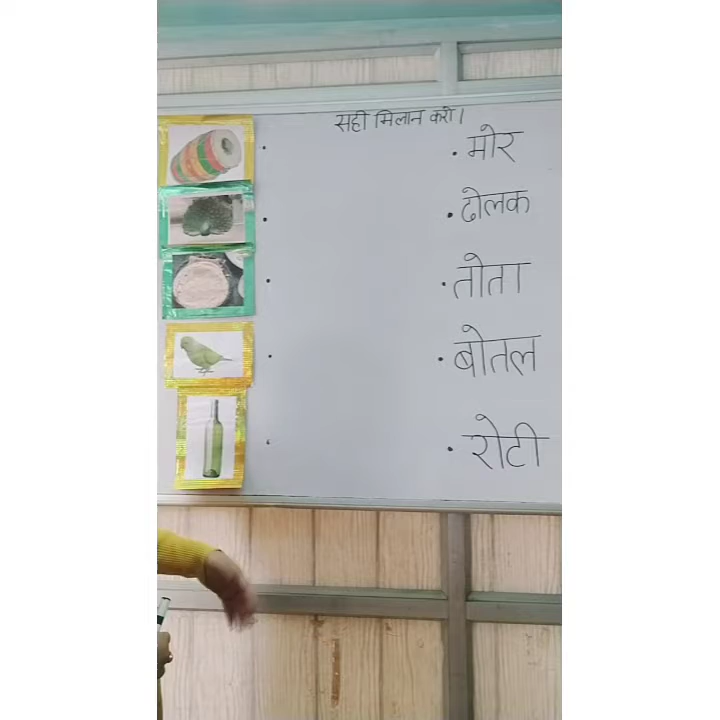 सही मिलान करो।
मोर
ढोलक
तोता
बोतल
रोटी